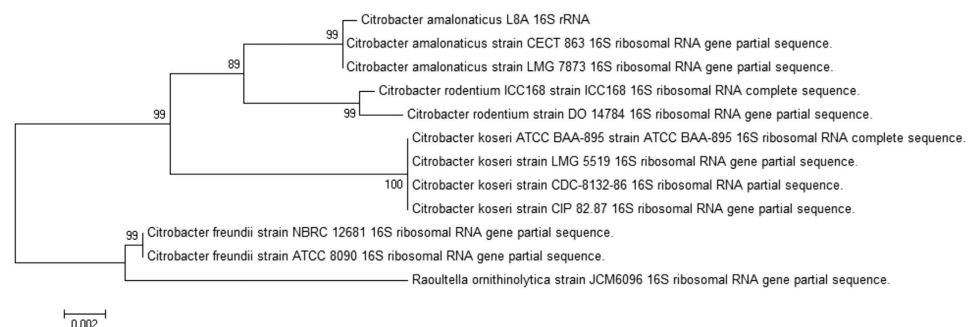 Citrobacter amalonaticus L8A 16S rRNA
99
Citrobacter amalonaticus strain CECT 863 16S ribosomal RNA gene partial sequence.
89
Citrobacter amalonaticus strain LMG 7873 16S ribosomal RNA gene partial sequence.
Citrobacter rodentium ICC168 strain ICC168 16S ribosomal RNA complete sequence.
99
99
Citrobacter rodentium strain DO 14784 16S ribosomal RNA gene partial sequence.
Citrobacter koseri ATCC BAA-895 strain ATCC BAA-895 16S ribosomal RNA complete sequence.
Citrobacter koseri strain LMG 5519 16S ribosomal RNA gene partial sequence.
100
Citrobacter koseri strain CDC-8132-86 16S ribosomal RNA partial sequence.
Citrobacter koseri strain CIP 82.87 16S ribosomal RNA gene partial sequence.
99
Citrobacter freundii strain NBRC 12681 16S ribosomal RNA gene partial sequence.
Citrobacter freundii strain ATCC 8090 16S ribosomal RNA gene partial sequence.
Raoultella ornithinolytica strain JCM6096 16S ribosomal RNA gene partial sequence.
0.002